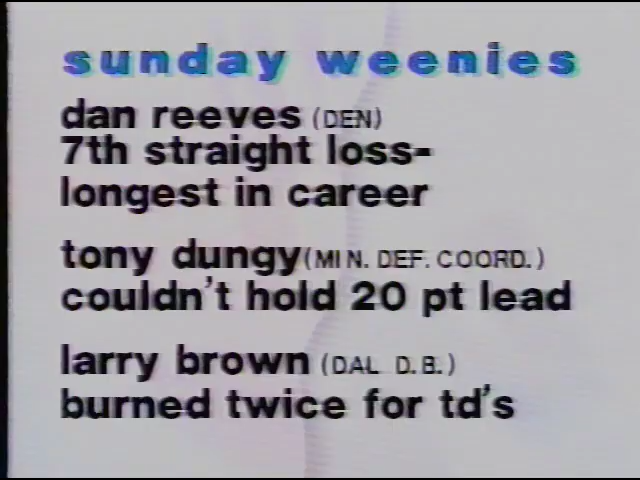 sunday weenies
dan reeves (DEN)
7th straight loss-
longest in career
tony dungy (MIN. DEF. COORD.)
couldn't hold 20 pt lead
larry brown (DAL D.B.)
burned twice for td's